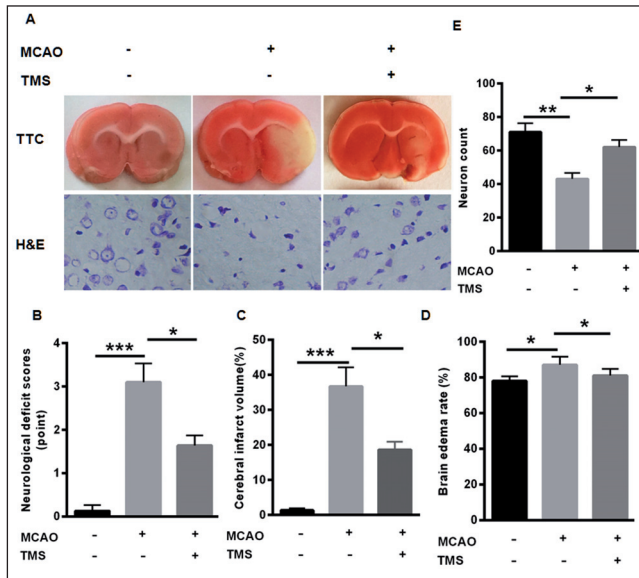 A
MCAO - + +
TMS - - +
TTC
H&E
E
Neuron count
100
80
60
40
20
0
**
*
MCAO - + +
TMS - - +
B
Neurological deficit scores
(point)
4
3
2
1
0
***
*
MCAO - + +
TMS - - +
C
Cerebral infarct volume(%)
50
40
30
20
10
0
***
*
MCAO - + +
TMS - - +
D
Brain edema rate (%)
100
80
60
40
20
0
*
*
MCAO - + +
TMS - - +